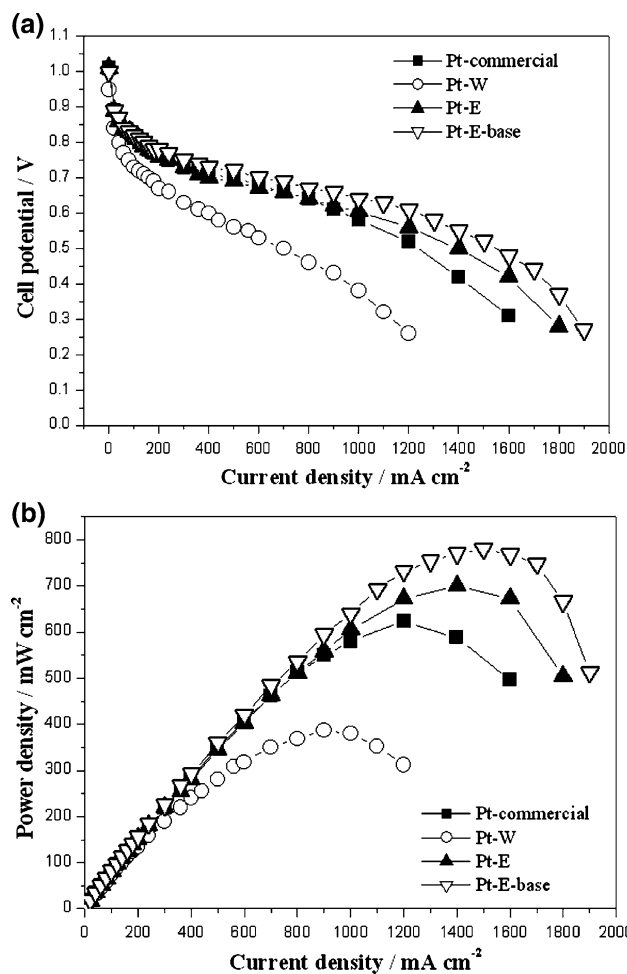 (a)
1.1
1.0
0.9
0.8
0.7
0.6
0.5
0.4
0.3
0.2
0.1
0.0
Cell potential / V
Pt-commercial
Pt-W
Pt-E
Pt-E-base
0 200 400 600 800 1000 1200 1400 1600 1800 2000
Current density / mA cm-2
(b)
800
700
600
500
400
300
200
100
0
Power density / mW cm-2
Pt-commercial
Pt-W
Pt-E
Pt-E-base
0 200 400 600 800 1000 1200 1400 1600 1800 2000
Current density / mA cm-2